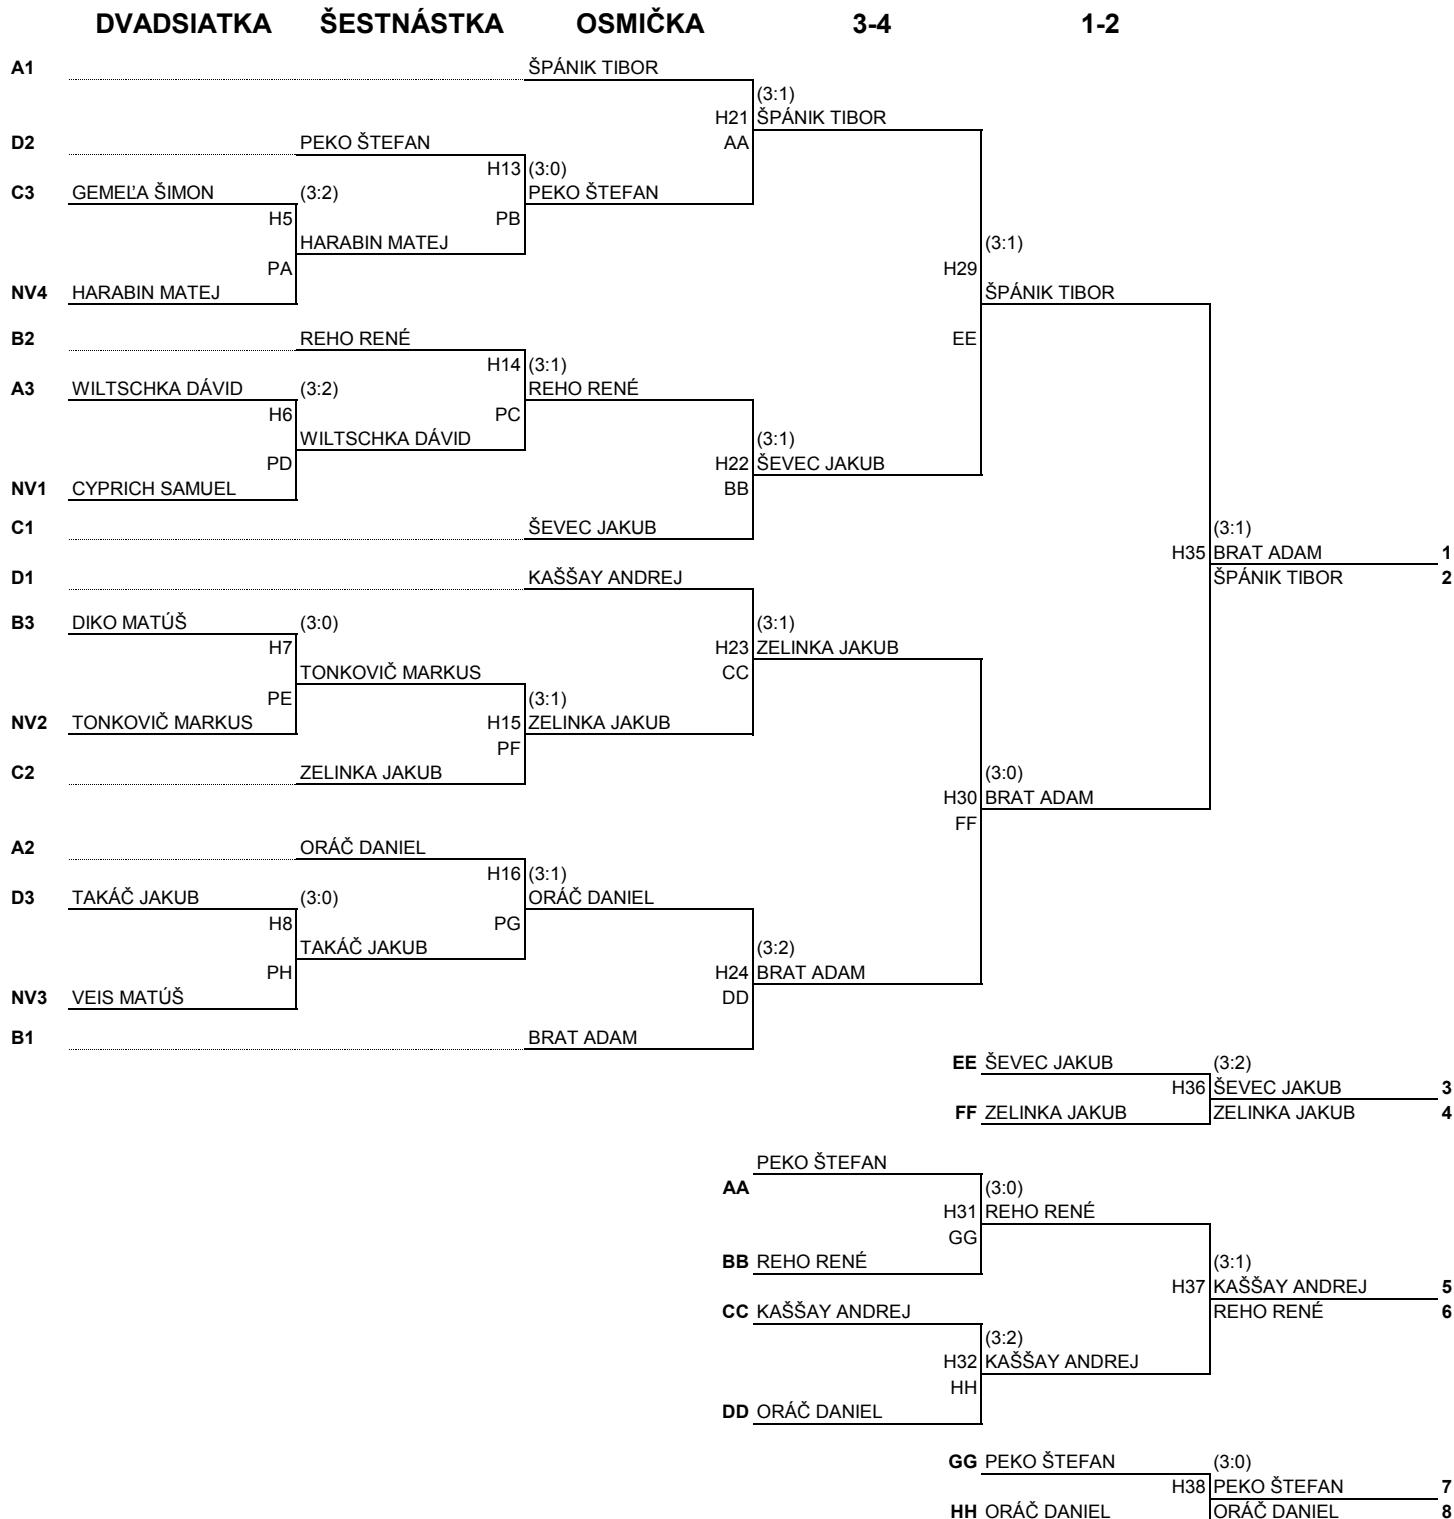 DVADSIATKA ŠESTNÁSTKA OSMIČKA 3-4 1-2
A1 ŠPÁNIK TIBOR
(3:1)
H21 ŠPÁNIK TIBOR
D2 PEKO ŠTEFAN AA
H13 (3:0)
C3 GEMEĽA ŠIMON (3:2) PEKO ŠTEFAN
H5 PB
HARABIN MATEJ (3:1)
PA H29
NV4 HARABIN MATEJ ŠPÁNIK TIBOR
B2 REHO RENÉ EE
H14 (3:1)
A3 WILTSCHKA DÁVID (3:2) REHO RENÉ
H6 PC
WILTSCHKA DÁVID (3:1)
PD H22 ŠEVEC JAKUB
NV1 CYPRICH SAMUEL BB
C1 ŠEVEC JAKUB (3:1)
H35 BRAT ADAM 1
D1 KAŠŠAY ANDREJ ŠPÁNIK TIBOR 2
B3 DIKO MATÚŠ (3:0) (3:1)
H7 H23 ZELINKA JAKUB
TONKOVIČ MARKUS CC
PE (3:1)
NV2 TONKOVIČ MARKUS H15 ZELINKA JAKUB
PF
C2 ZELINKA JAKUB (3:0)
H30 BRAT ADAM
FF
A2 ORÁČ DANIEL
H16 (3:1)
D3 TAKÁČ JAKUB (3:0) ORÁČ DANIEL
H8 PG
TAKÁČ JAKUB (3:2)
PH H24 BRAT ADAM
NV3 VEIS MATÚŠ DD
B1 BRAT ADAM
EE ŠEVEC JAKUB (3:2)
H36 ŠEVEC JAKUB 3
FF ZELINKA JAKUB ZELINKA JAKUB 4
PEKO ŠTEFAN
AA (3:0)
H31 REHO RENÉ
GG
BB REHO RENÉ (3:1)
H37 KAŠŠAY ANDREJ 5
CC KAŠŠAY ANDREJ REHO RENÉ 6
(3:2)
H32 KAŠŠAY ANDREJ
HH
DD ORÁČ DANIEL
GG PEKO ŠTEFAN (3:0)
H38 PEKO ŠTEFAN 7
HH ORÁČ DANIEL ORÁČ DANIEL 8